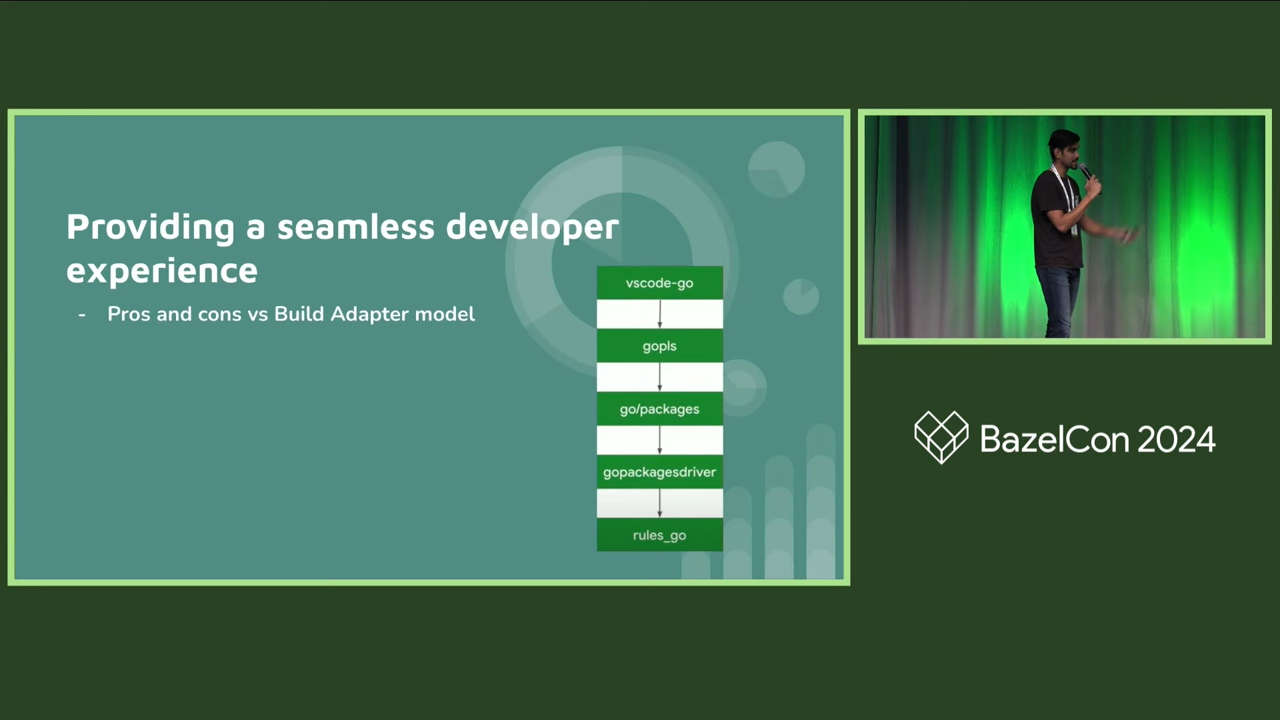 Providing a seamless developer
experience
- Pros and cons vs Build Adapter model
vscode-go
gopls
go/packages
gopackagesdriver
rules_go
BazelCon 2024